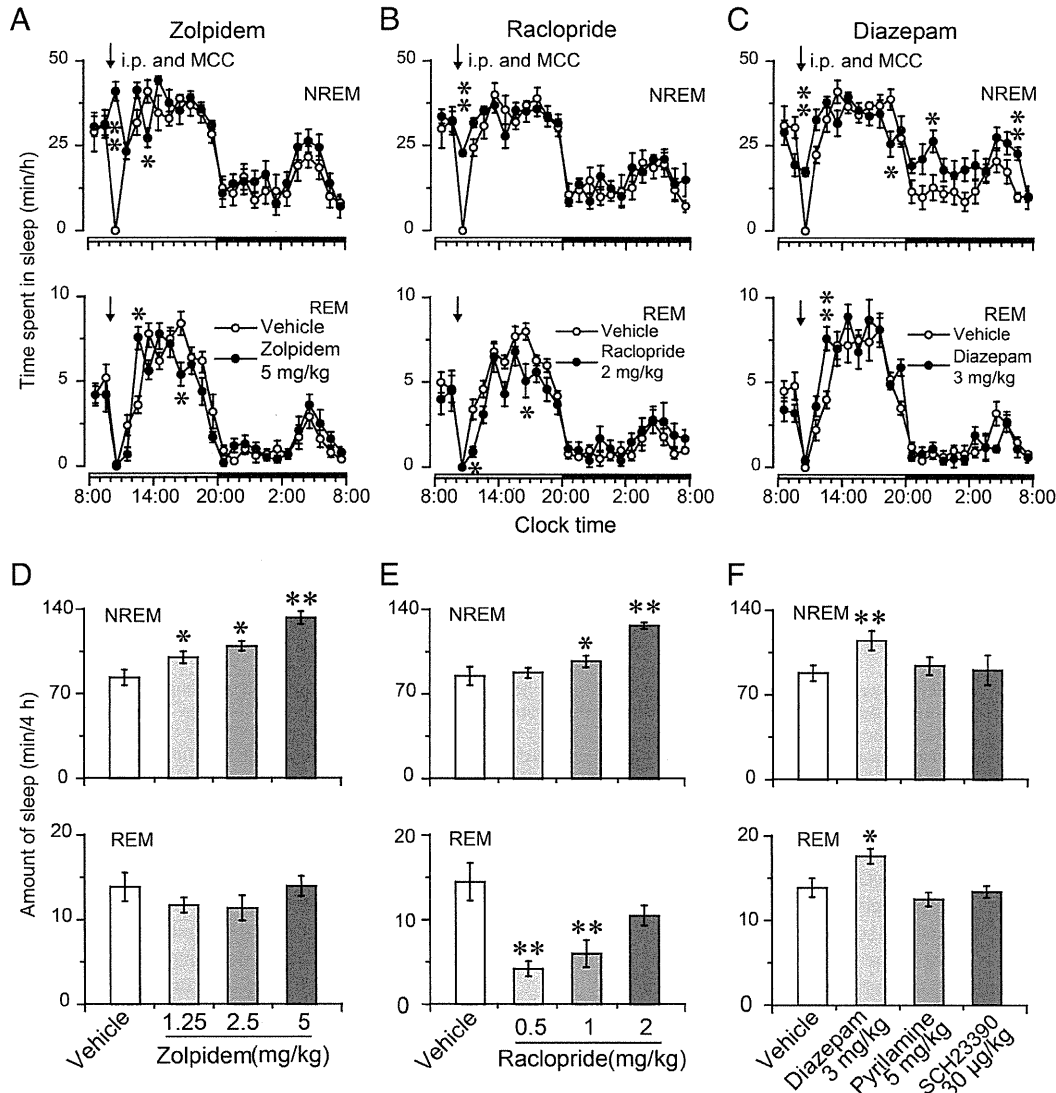 A
Zolpidem
i.p. and MCC
NREM
50
25
0
**
*
B
Raclopride
i.p. and MCC
NREM
50
25
0
**
C
Diazepam
i.p. and MCC
NREM
50
25
0
**
*
*
**
Time spent in sleep (min/h)
REM
Vehicle
Zolpidem
5 mg/kg
10
5
0
*
*
8:00 14:00 20:00 2:00 8:00
REM
Vehicle
Raclopride
2 mg/kg
10
5
0
*
*
8:00 14:00 20:00 2:00 8:00
REM
Vehicle
Diazepam
3 mg/kg
10
5
0
**
8:00 14:00 20:00 2:00 8:00
Clock time
D
NREM
140
70
0
* * **
E
NREM
140
70
0
* **
F
NREM
140
70
0
**
Amount of sleep (min/4 h)
REM
20
10
0
Vehicle
1.25 2.5 5
Zolpidem(mg/kg)
REM
20
10
0
** **
Vehicle
0.5 1 2
Raclopride(mg/kg)
REM
20
10
0
*
Vehicle
Diazepam
3 mg/kg
Pyrilamine
5 mg/kg
SCH23390
30 µg/kg